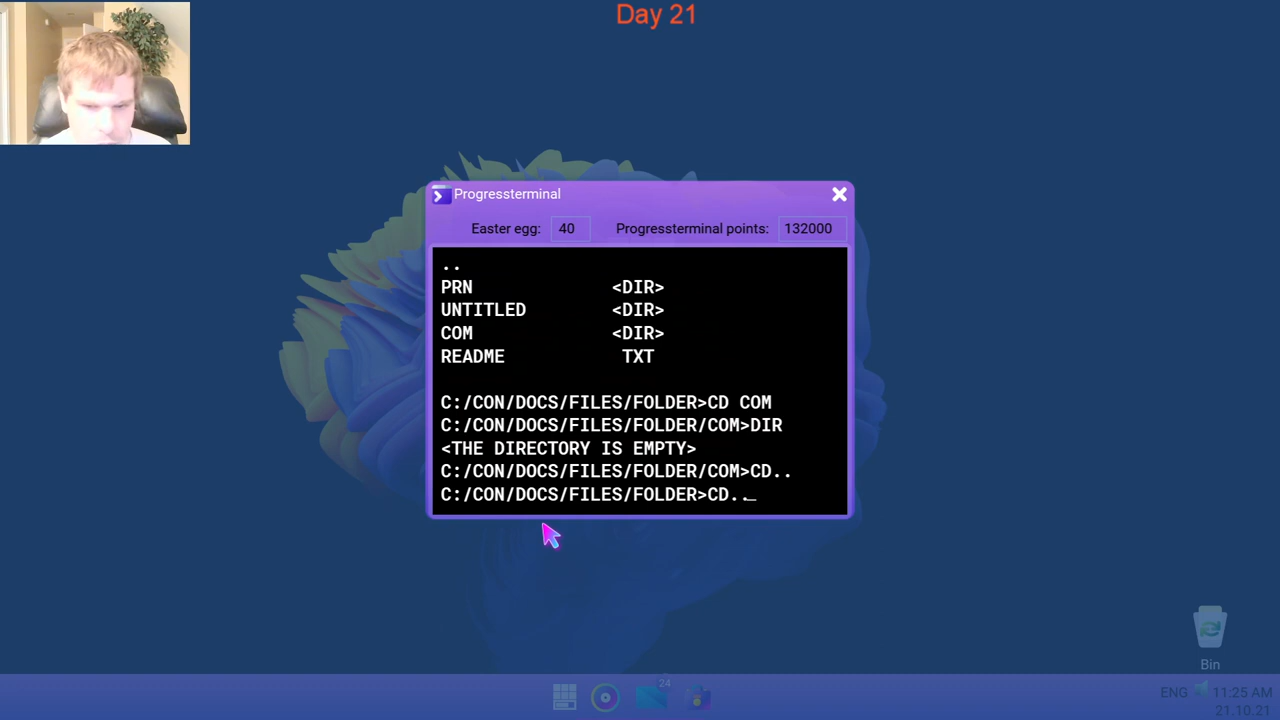 Day 21
Progressterminal
Easter egg: 40 Progressterminal points: 132000
..
PRN <DIR>
UNTITLED <DIR>
COM <DIR>
README TXT
C:/CON/DOCS/FILES/FOLDER>CD COM
C:/CON/DOCS/FILES/FOLDER/COM>DIR
<THE DIRECTORY IS EMPTY>
C:/CON/DOCS/FILES/FOLDER/COM>CD..
C:/CON/DOCS/FILES/FOLDER>CD.._
Bin
24
ENG 11:25 AM
21.10.21